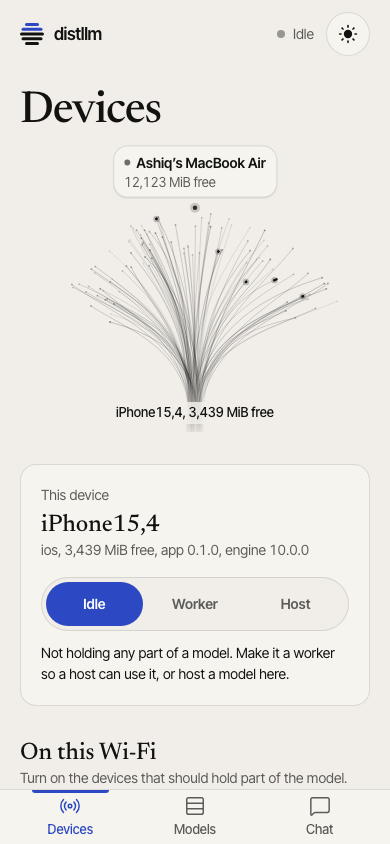 distllm
Idle
Devices
Ashiq's MacBook Air
12,123 MiB free
iPhone15,4, 3,439 MiB free
This device
iPhone15,4
ios, 3,439 MiB free, app 0.1.0, engine 10.0.0
Idle
Worker
Host
Not holding any part of a model. Make it a worker
so a host can use it, or host a model here.
On this Wi-Fi
Turn on the devices that should hold part of the model.
Devices
Models
Chat